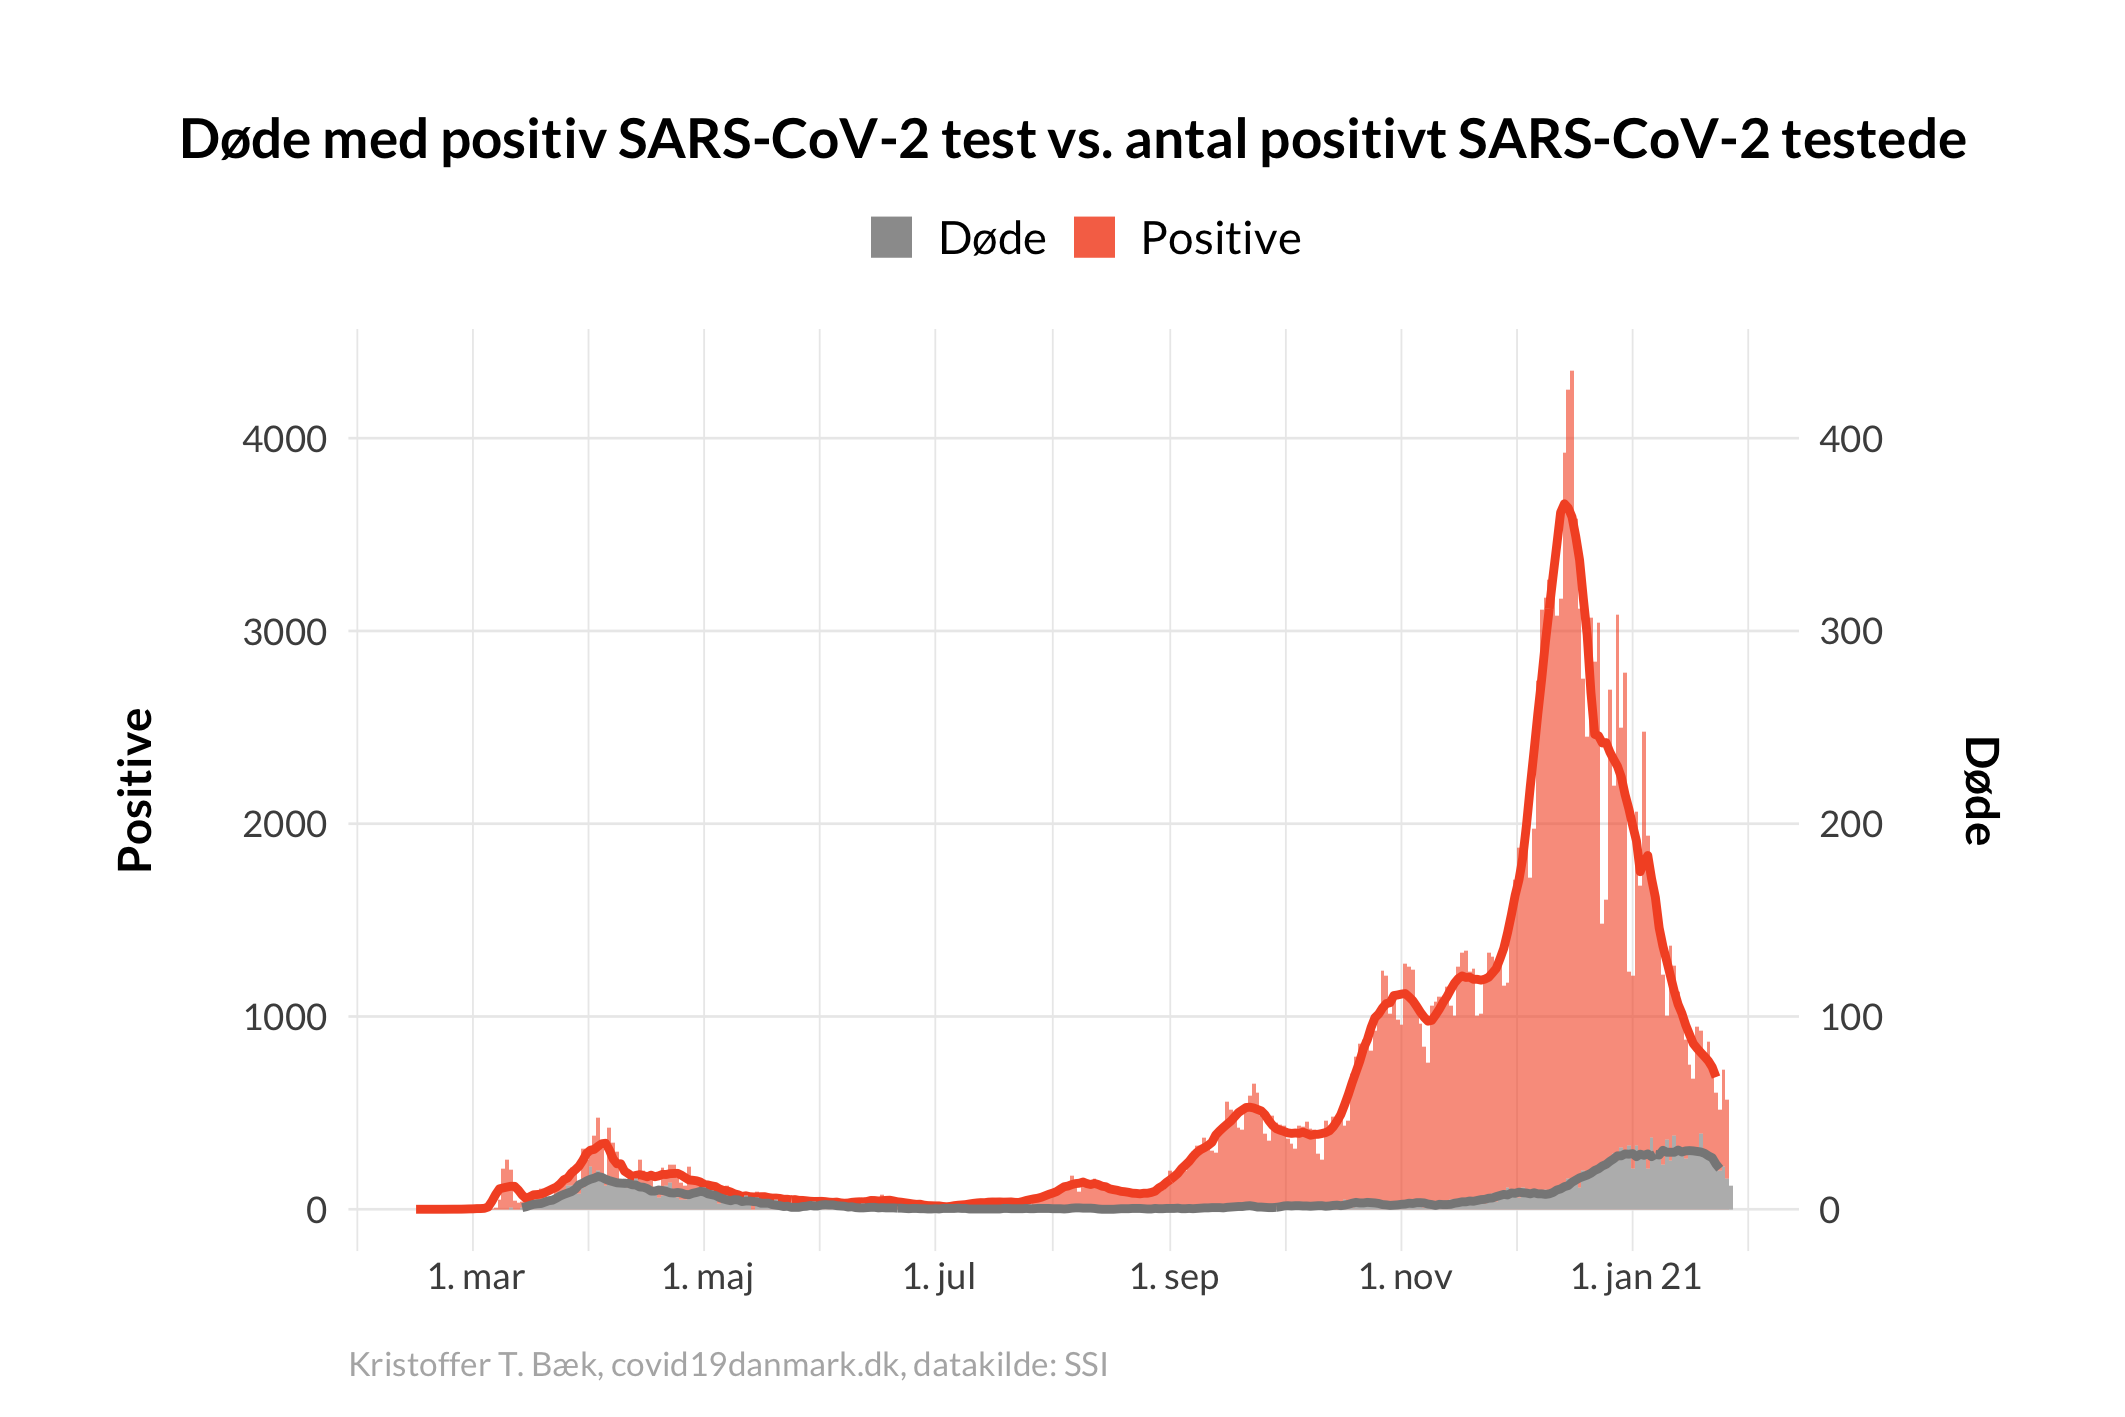 Døde med positiv SARS-CoV-2 test vs. antal positivt SARS-CoV-2 testede
Døde Positive
4000 400
3000 300
2000 200
1000 100
0 0
Positive
Døde
1. mar 1. maj 1. jul 1. sep 1. nov 1. jan 21
Kristoffer T. Bæk, covid19danmark.dk, datakilde: SSI